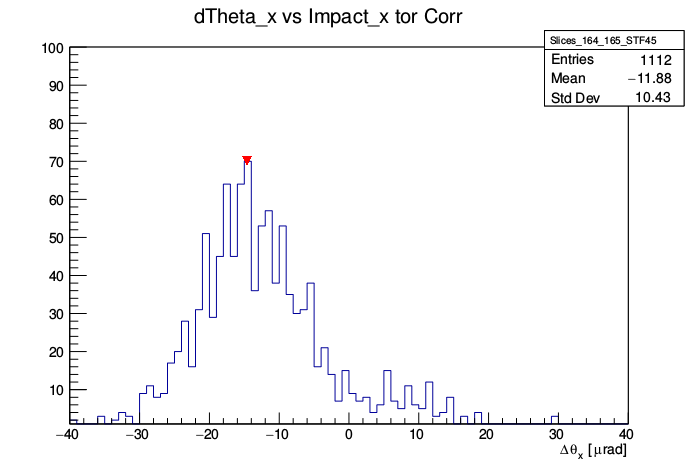 dTheta_x vs Impact_x tor Corr
Slices_164_165_STF45
Entries 1112
Mean −11.88
Std Dev 10.43
100
90
80
70
60
50
40
30
20
10
−40 −30 −20 −10 0 10 20 30 40
Δθx [μrad]